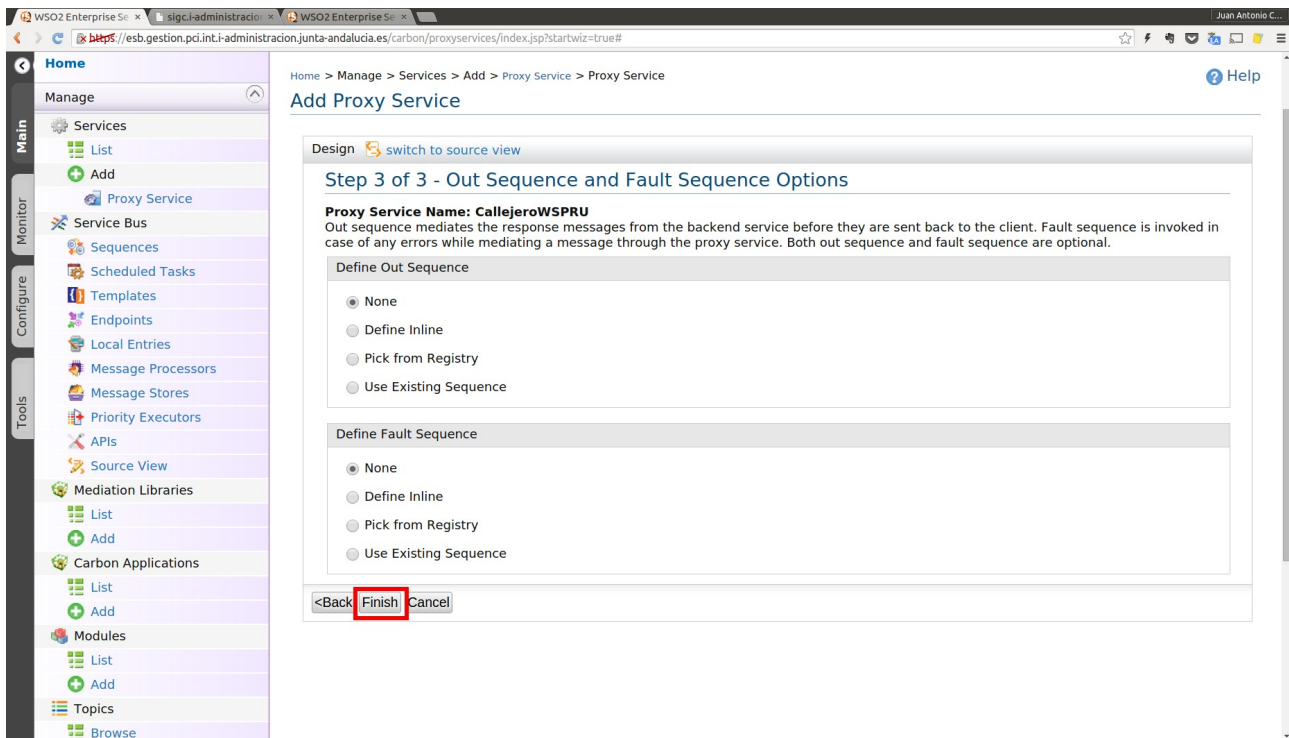 WSO2 Enterprise Se
sigc.i-administracion
WSO2 Enterprise Se
Juan Antonio C...
https://esb.gestion.pci.int.i-administracion.junta-andalucia.es/carbon/proxyservices/index.jsp?startwiz=true#
Main
Monitor
Configure
Tools
Home
Manage
Services
List
Add
Proxy Service
Service Bus
Sequences
Scheduled Tasks
Templates
Endpoints
Local Entries
Message Processors
Message Stores
Priority Executors
APIs
Source View
Mediation Libraries
List
Add
Carbon Applications
List
Add
Modules
List
Add
Topics
Browse
Home > Manage > Services > Add > Proxy Service > Proxy Service
Help
Add Proxy Service
Design switch to source view
Step 3 of 3 - Out Sequence and Fault Sequence Options
Proxy Service Name: CallejeroWSPRU
Out sequence mediates the response messages from the backend service before they are sent back to the client. Fault sequence is invoked in
case of any errors while mediating a message through the proxy service. Both out sequence and fault sequence are optional.
Define Out Sequence
None
Define Inline
Pick from Registry
Use Existing Sequence
Define Fault Sequence
None
Define Inline
Pick from Registry
Use Existing Sequence
<Back Finish Cancel